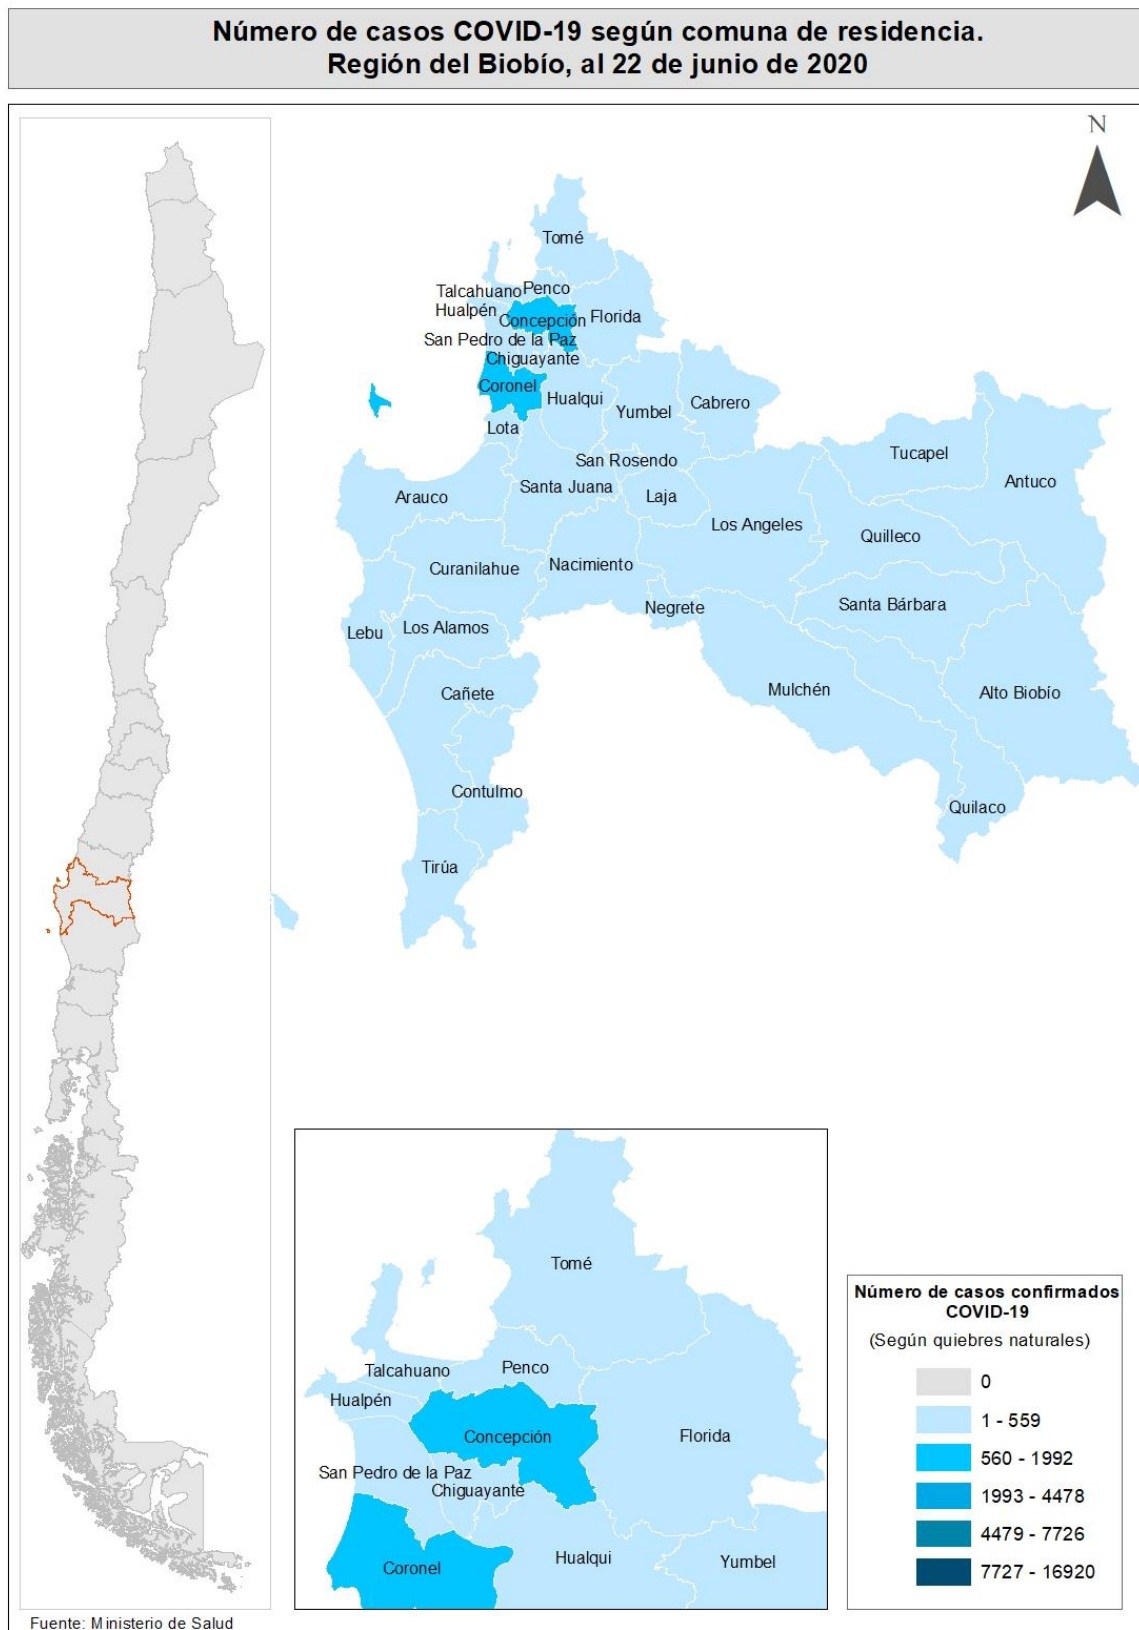 Número de casos COVID-19 según comuna de residencia.
Región del Biobío, al 22 de junio de 2020
N
Tomé
Talcahuano
Penco
Hualpén
Concepción
Florida
San Pedro de la Paz
Chiguayante
Coronel
Hualqui
Yumbel
Cabrero
Lota
San Rosendo
Tucapel
Arauco
Santa Juana
Laja
Antuco
Los Angeles
Quilleco
Curanilahue
Nacimiento
Negrete
Santa Bárbara
Lebu
Los Alamos
Cañete
Mulchén
Alto Biobío
Contulmo
Quilaco
Tirúa
Tomé
Talcahuano
Penco
Hualpén
Concepción
Florida
San Pedro de la Paz
Chiguayante
Coronel
Hualqui
Yumbel
Número de casos confirmados
COVID-19
(Según quiebres naturales)
0
1 - 559
560 - 1992
1993 - 4478
4479 - 7726
7727 - 16920
Fuente: Ministerio de Salud